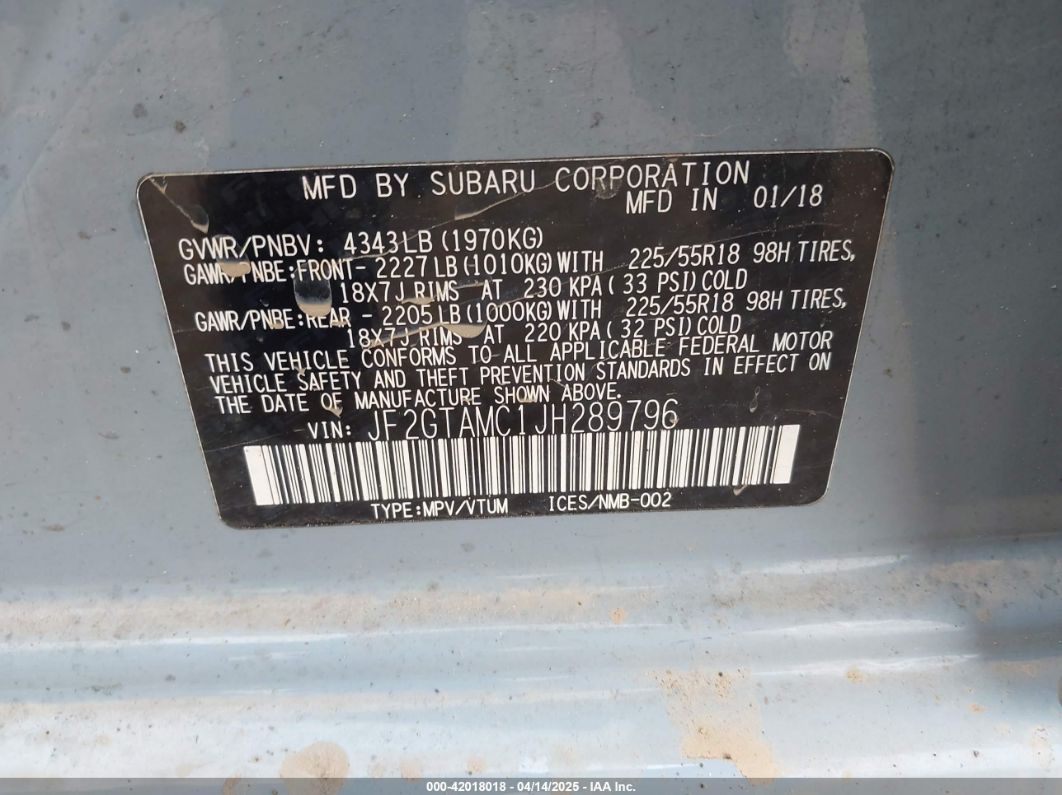 MFD BY SUBARU CORPORATION
MFD IN 01/18
GVWR/PNBV: 4343LB(1970KG)
GAWR/PNBE:FRONT- 2227LB(1010KG)WITH 225/55R18 98H TIRES,
18X7J RIMS AT 230 KPA(33 PSI)COLD
GAWR/PNBE:REAR - 2205LB(1000KG)WITH 225/55R18 98H TIRES,
18X7J RIMS AT 220 KPA(32 PSI)COLD
THIS VEHICLE CONFORMS TO ALL APPLICABLE FEDERAL MOTOR
VEHICLE SAFETY AND THEFT PREVENTION STANDARDS IN EFFECT ON
THE DATE OF MANUFACTURE SHOWN ABOVE.
VIN: JF2GTAMC1JH289796
TYPE:MPV/VTUM ICES/NMB-002
000-42018018 - 04/14/2025 - IAA Inc.